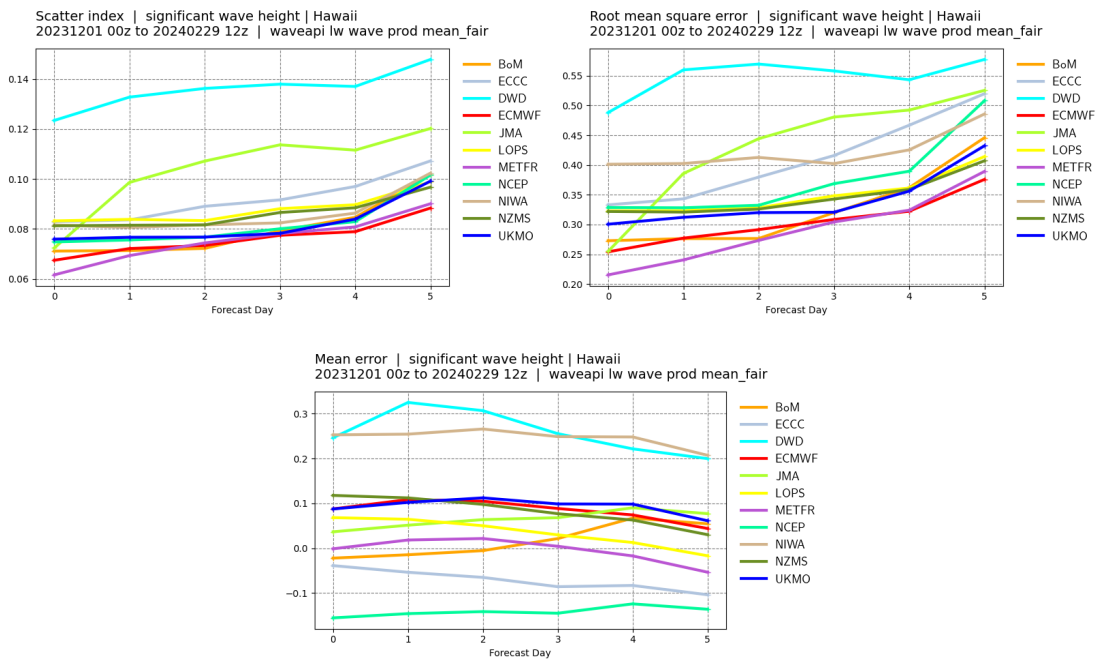 Scatter index | significant wave height | Hawaii
20231201 00z to 20240229 12z | waveapi lw wave prod mean_fair
0.14
0.12
0.10
0.08
0.06
0 1 2 3 4 5
Forecast Day
BoM
ECCC
DWD
ECMWF
JMA
LOPS
METFR
NCEP
NIWA
NZMS
UKMO
Root mean square error | significant wave height | Hawaii
20231201 00z to 20240229 12z | waveapi lw wave prod mean_fair
0.55
0.50
0.45
0.40
0.35
0.30
0.25
0.20
0 1 2 3 4 5
Forecast Day
BoM
ECCC
DWD
ECMWF
JMA
LOPS
METFR
NCEP
NIWA
NZMS
UKMO
Mean error | significant wave height | Hawaii
20231201 00z to 20240229 12z | waveapi lw wave prod mean_fair
0.3
0.2
0.1
0.0
−0.1
0 1 2 3 4 5
Forecast Day
BoM
ECCC
DWD
ECMWF
JMA
LOPS
METFR
NCEP
NIWA
NZMS
UKMO